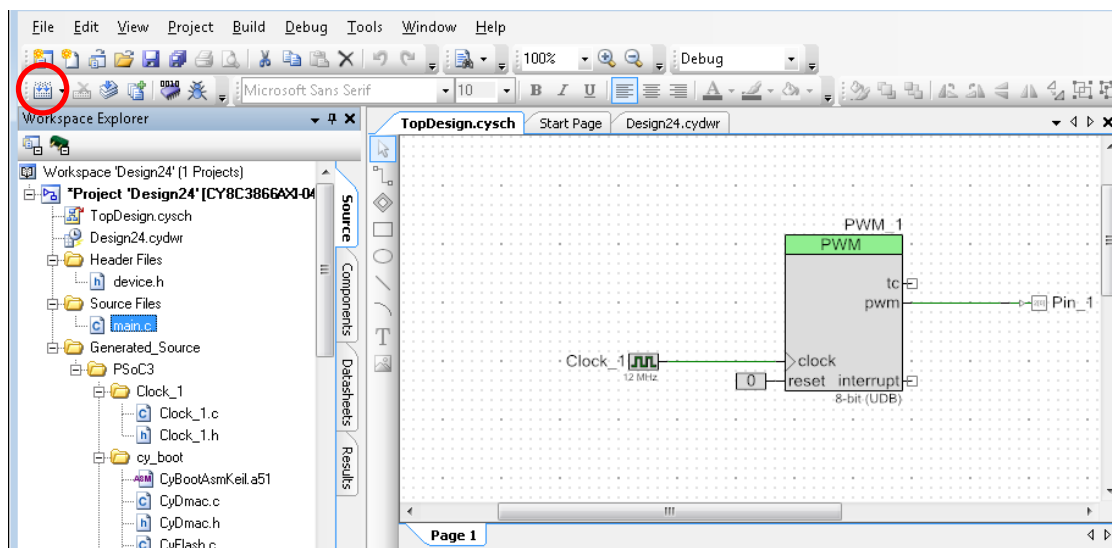 File Edit View Project Build Debug Tools Window Help
100% Debug
Microsoft Sans Serif 10 B I U A
Workspace Explorer
TopDesign.cysch Start Page Design24.cydwr
Workspace 'Design24' (1 Projects)
*Project 'Design24' [CY8C3866AXI-04
TopDesign.cysch
Design24.cydwr
Header Files
device.h
Source Files
main.c
Generated_Source
PSoC3
Clock_1
Clock_1.c
Clock_1.h
cy_boot
CyBootAsmKeil.a51
CyDmac.c
CyDmac.h
CyFlash.c
Source
Components
Datasheets
Results
PWM_1
PWM
tc
pwm
Pin_1
Clock_1
12 MHz
clock
0
reset interrupt
8-bit (UDB)
Page 1